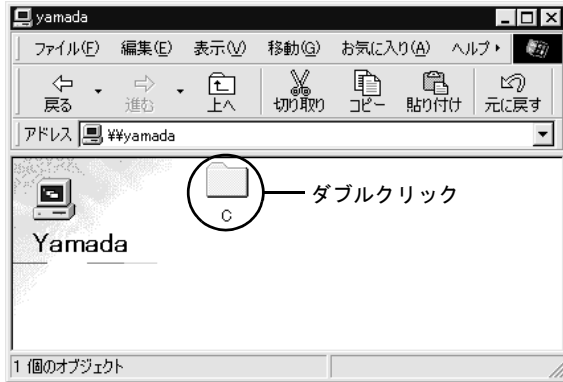 yamada
ファイル(F) 編集(E) 表示(V) 移動(G) お気に入り(A) ヘルプ
戻る 進む 上へ 切り取り コピー 貼り付け 元に戻す
アドレス ¥¥yamada
C
ダブルクリック
Yamada
1 個のオブジェクト